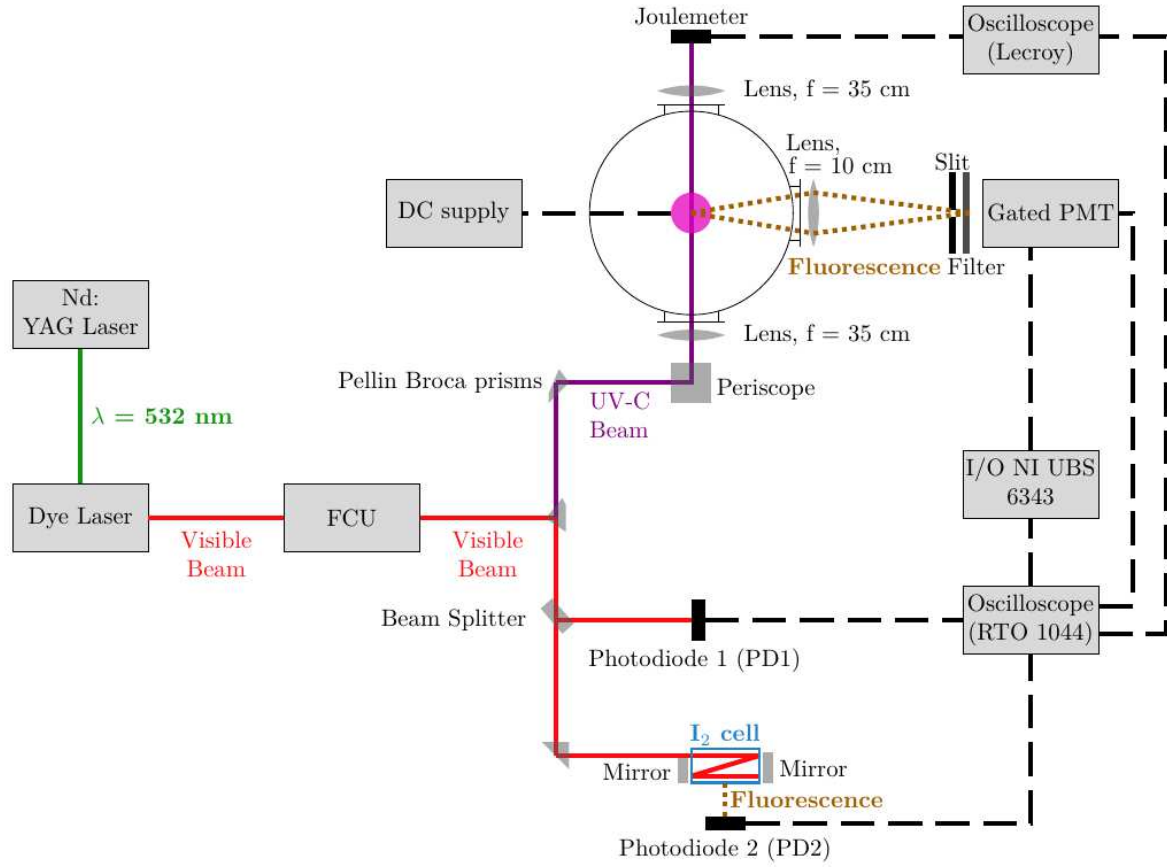 Joulemeter
Oscilloscope
(Lecroy)
Lens, f = 35 cm
Lens,
f = 10 cm
Slit
DC supply
Gated PMT
Fluorescence
Filter
Nd:
YAG Laser
Lens, f = 35 cm
Pellin Broca prisms
Periscope
UV-C
Beam
λ = 532 nm
I/O NI UBS
6343
Dye Laser
FCU
Visible
Beam
Visible
Beam
Beam Splitter
Oscilloscope
(RTO 1044)
Photodiode 1 (PD1)
I₂ cell
Mirror
Mirror
Fluorescence
Photodiode 2 (PD2)